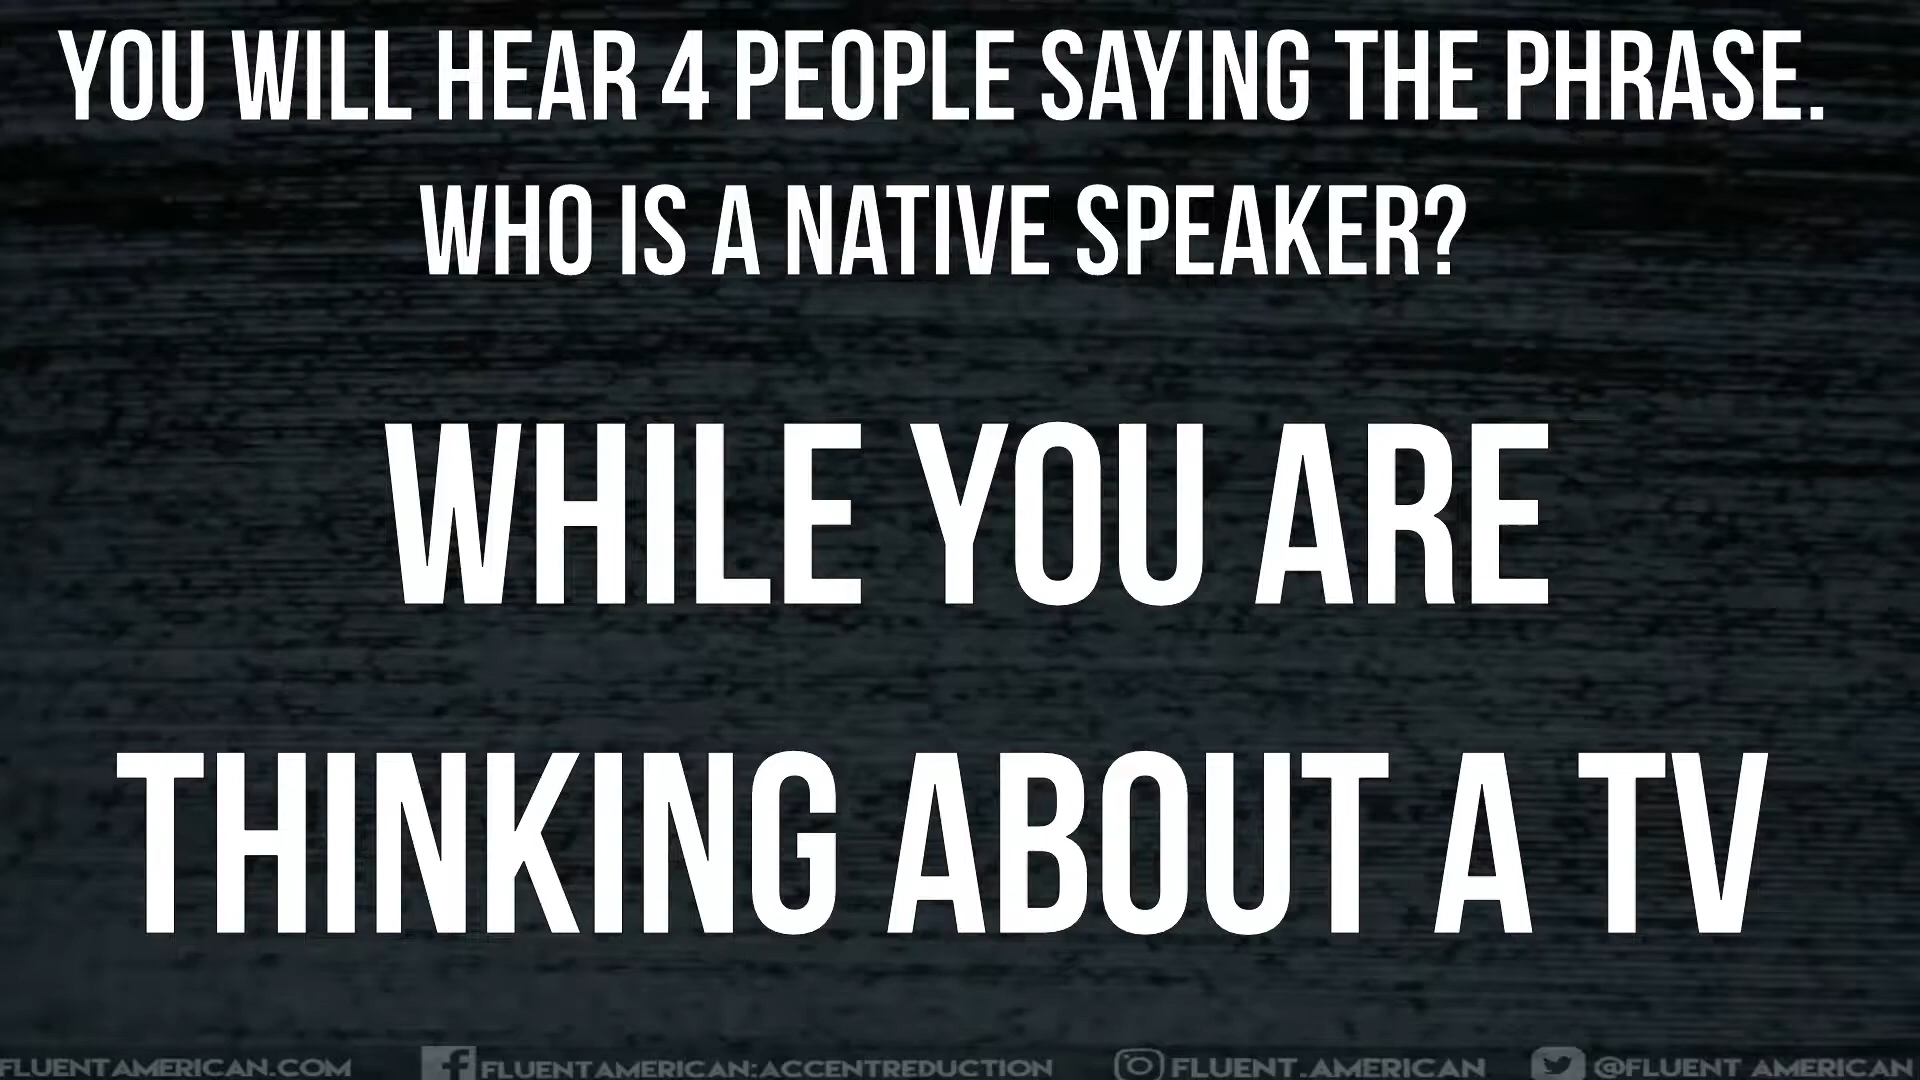 YOU WILL HEAR 4 PEOPLE SAYING THE PHRASE.
WHO IS A NATIVE SPEAKER?
WHILE YOU ARE
THINKING ABOUT A TV
FLUENTAMERICAN.COM FLUENTAMERICAN:ACCENTREDUCTION FLUENT.AMERICAN @FLUENT AMERICAN